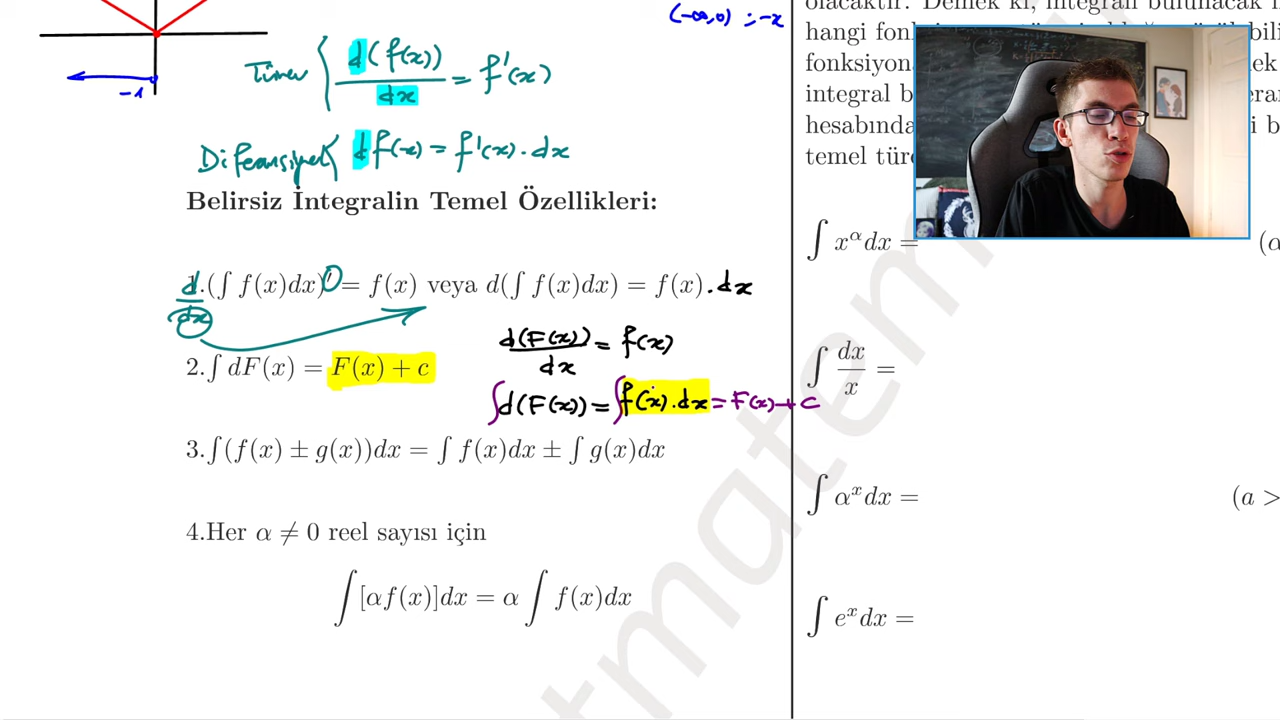 (-∞,0) : -x
-1
Türev { d(f(x))/dx = f'(x)
Diferansiyel { df(x) = f'(x).dx
Belirsiz İntegralin Temel Özellikleri:
d/dx
1.(∫ f(x)dx)' = f(x) veya d(∫ f(x)dx) = f(x).dx
d(F(x))/dx = f(x)
2.∫ dF(x) = F(x) + c
∫d(F(x)) = ∫f(x).dx = F(x)+c
3.∫(f(x) ± g(x))dx = ∫ f(x)dx ± ∫ g(x)dx
4.Her α ≠ 0 reel sayısı için
∫[αf(x)]dx = α∫ f(x)dx
olacaktır. Demek ki, integrali bulunacak
hangi
fonksiyon
integral b
hesabında
temel tür
∫ x^α dx =
∫ dx/x =
∫ α^x dx = (a >
∫ e^x dx =
tmatem